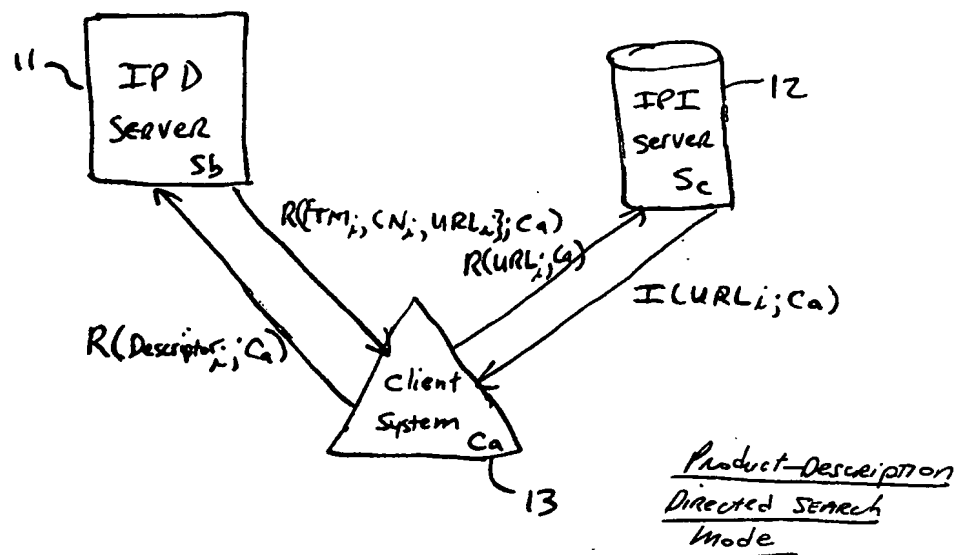 11
IPD
SERVER
Sb
12
IPI
Server
Sc
R({TMi, CNi, URLi}; Ca)
R(URLi; Ca)
I(URLi; Ca)
R(Descriptori; Ca)
Client
System
Ca
13
Product-Description
Directed SEARCH
Mode